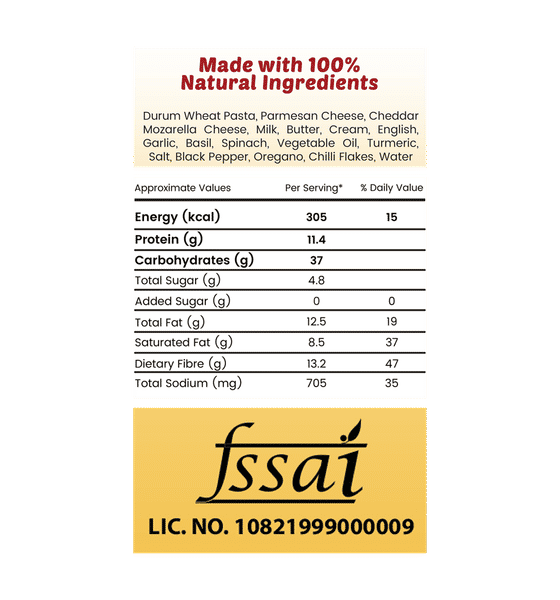 Made with 100%
Natural Ingredients
Durum Wheat Pasta, Parmesan Cheese, Cheddar
Mozarella Cheese, Milk, Butter, Cream, English,
Garlic, Basil, Spinach, Vegetable Oil, Turmeric,
Salt, Black Pepper, Oregano, Chilli Flakes, Water
Approximate Values Per Serving* % Daily Value
Energy (kcal) 305 15
Protein (g) 11.4
Carbohydrates (g) 37
Total Sugar (g) 4.8
Added Sugar (g) 0 0
Total Fat (g) 12.5 19
Saturated Fat (g) 8.5 37
Dietary Fibre (g) 13.2 47
Total Sodium (mg) 705 35
fssai
LIC. NO. 10821999000009